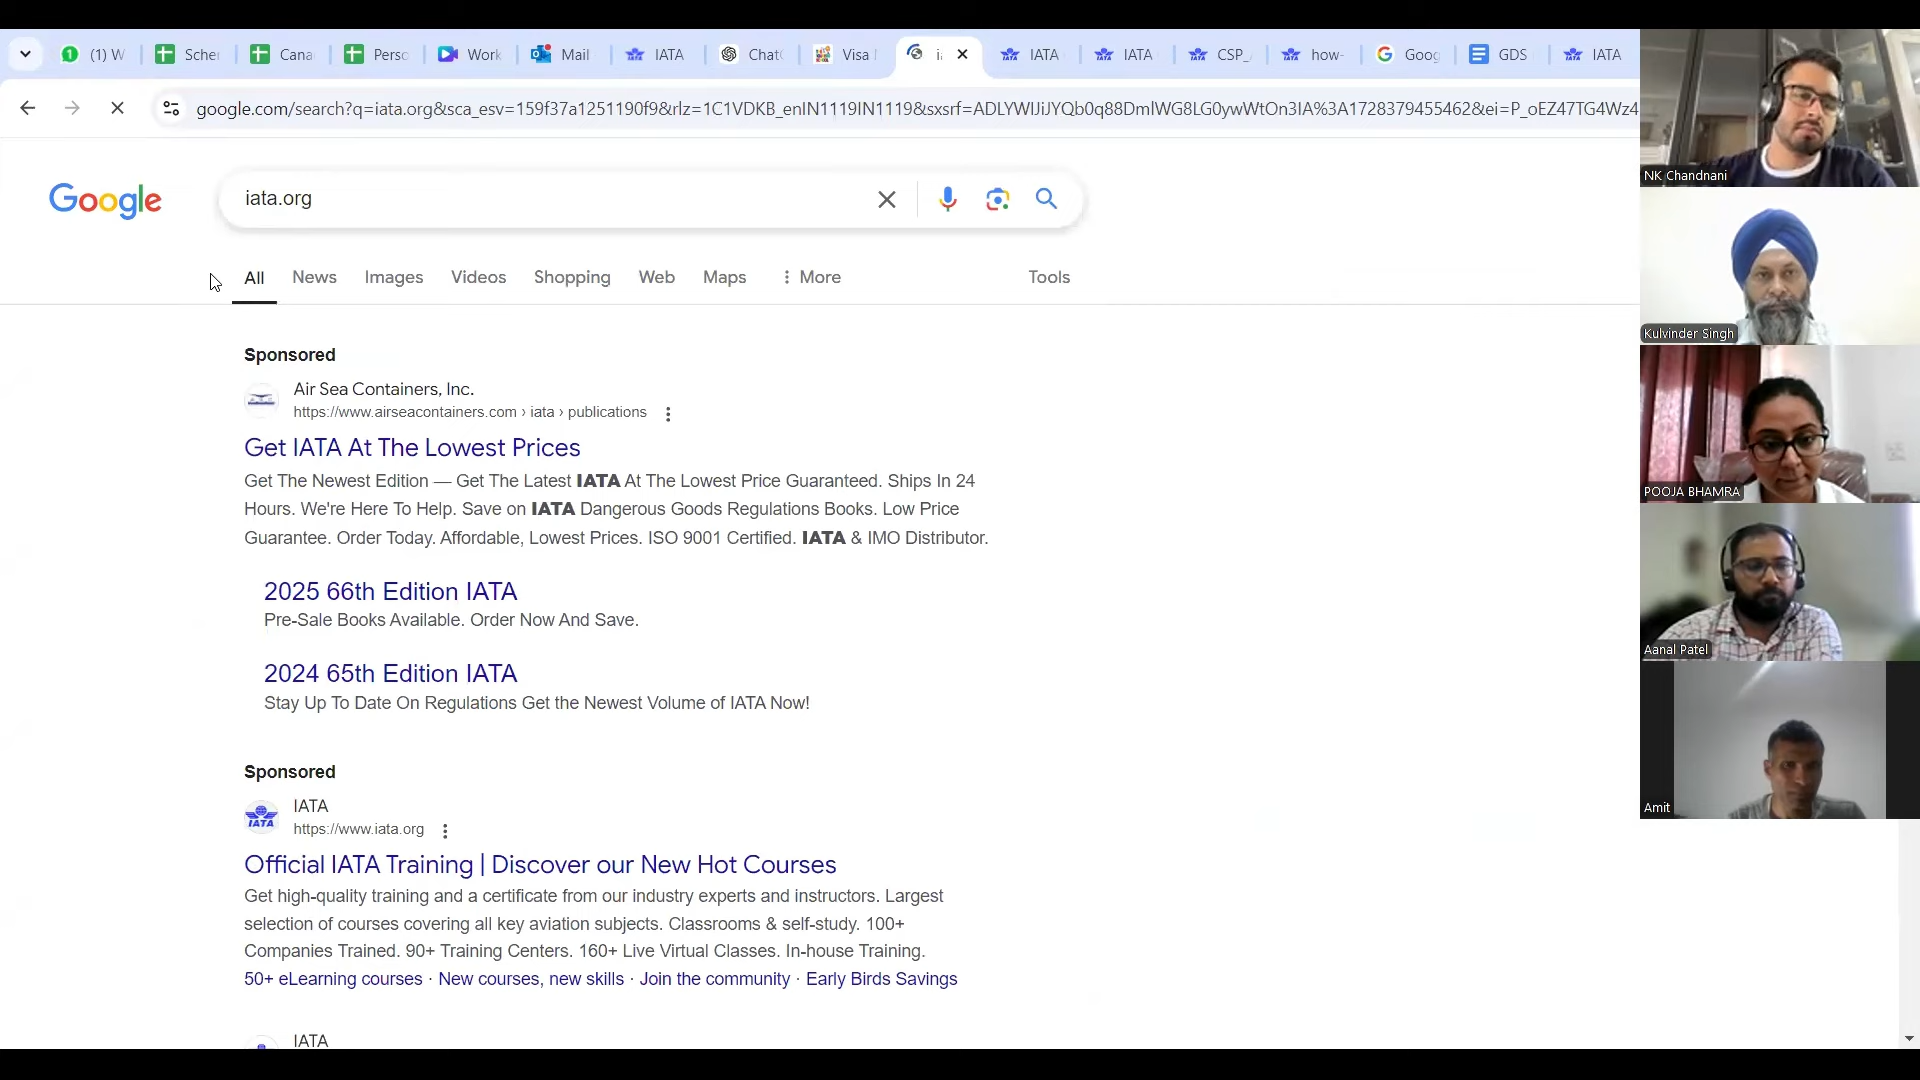 (1) W
Scher
Cana
Perso
Work
Mail
IATA
Chat
Visa
IATA
IATA
CSP_
how-
Goog
GDS
IATA
google.com/search?q=iata.org&sca_esv=159f37a1251190f9&rlz=1C1VDKB_enIN1119IN1119&sxsrf=ADLYWIJiJYQb0q88DmlWG8LG0ywWtOn3IA%3A1728379455462&ei=P_oEZ47TG4Wz4
Google
iata.org
All
News
Images
Videos
Shopping
Web
Maps
More
Tools
Sponsored
Air Sea Containers, Inc.
https://www.airseacontainers.com › iata › publications
Get IATA At The Lowest Prices
Get The Newest Edition — Get The Latest IATA At The Lowest Price Guaranteed. Ships In 24
Hours. We're Here To Help. Save on IATA Dangerous Goods Regulations Books. Low Price
Guarantee. Order Today. Affordable, Lowest Prices. ISO 9001 Certified. IATA & IMO Distributor.
2025 66th Edition IATA
Pre-Sale Books Available. Order Now And Save.
2024 65th Edition IATA
Stay Up To Date On Regulations Get the Newest Volume of IATA Now!
Sponsored
IATA
IATA
https://www.iata.org
Official IATA Training | Discover our New Hot Courses
Get high-quality training and a certificate from our industry experts and instructors. Largest
selection of courses covering all key aviation subjects. Classrooms & self-study. 100+
Companies Trained. 90+ Training Centers. 160+ Live Virtual Classes. In-house Training.
50+ eLearning courses · New courses, new skills · Join the community · Early Birds Savings
IATA
NK Chandnani
Kulvinder Singh
POOJA BHAMRA
Aanal Patel
Amit